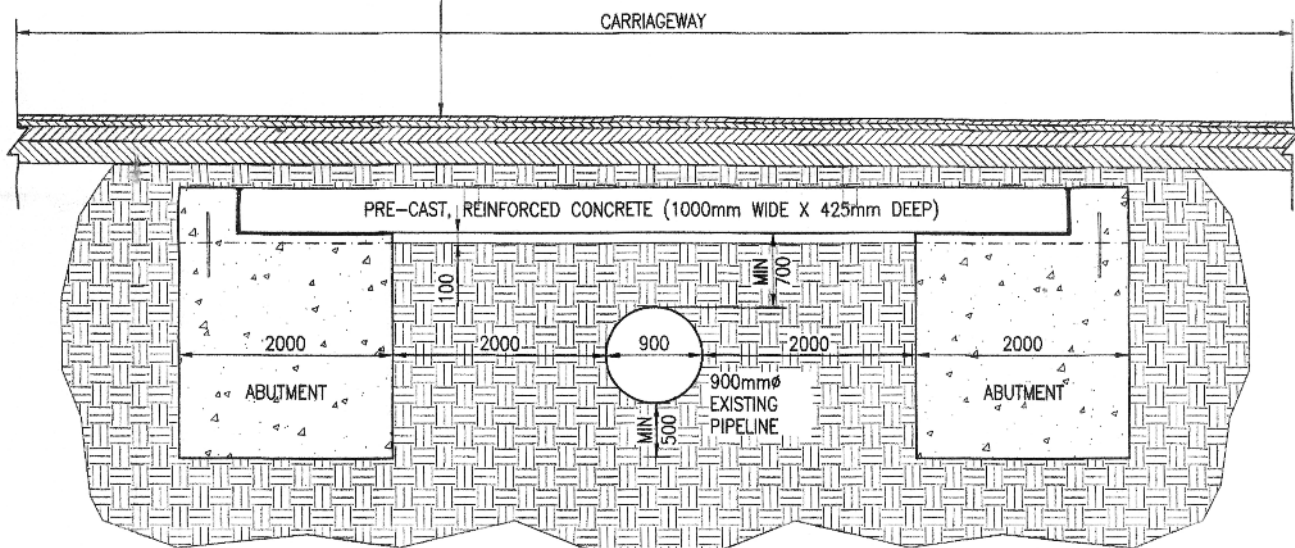 CARRIAGEWAY
PRE-CAST, REINFORCED CONCRETE (1000mm WIDE X 425mm DEEP)
100
MIN
700
2000
2000
900
2000
2000
ABUTMENT
900mmø
EXISTING
PIPELINE
ABUTMENT
MIN
500